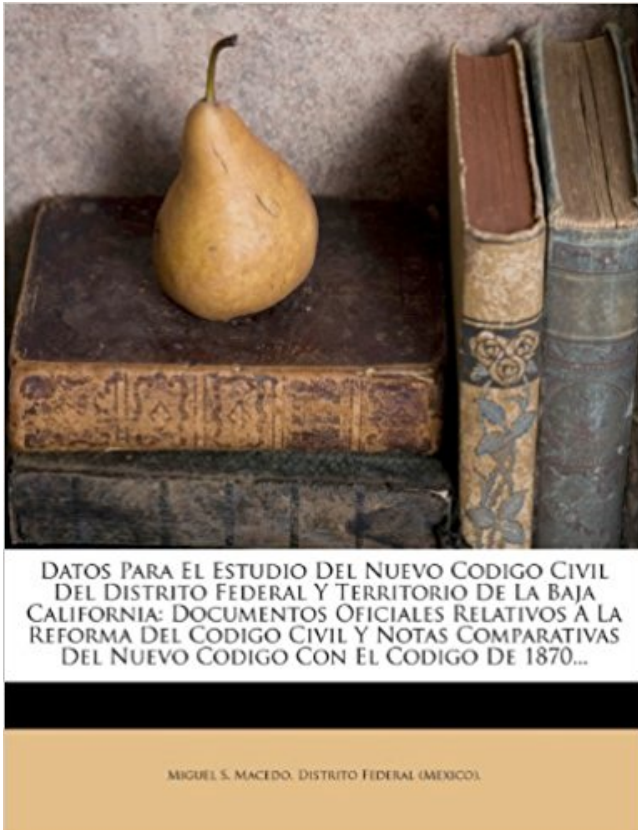 Datos Para El Estudio Del Nuevo Codigo Civil
Del Distrito Federal Y Territorio De La Baja
California: Documentos Oficiales Relativos A La
Reforma Del Codigo Civil Y Notas Comparativas
Del Nuevo Codigo Con El Codigo De 1870...
Miguel S. Macedo, Distrito Federal (Mexico).